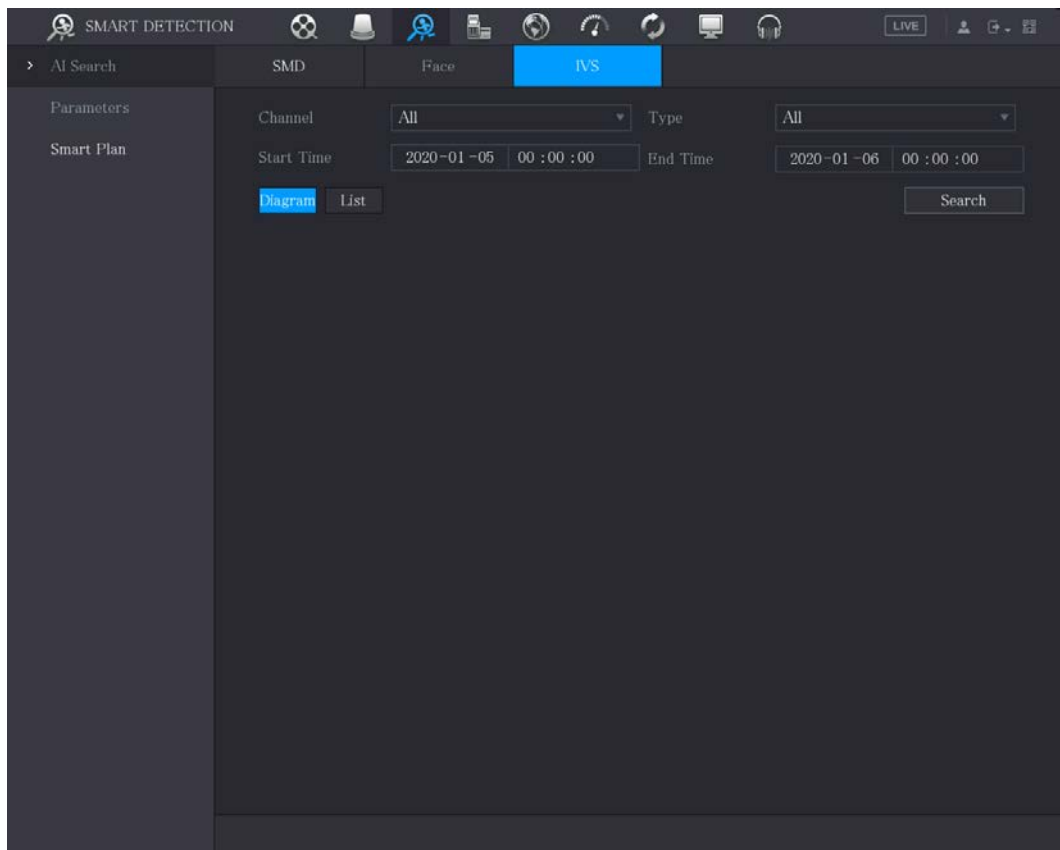 SMART DETECTION LIVE
AI Search SMD Face IVS
Parameters
Channel All Type All
Smart Plan
Start Time 2020-01-05 00:00:00 End Time 2020-01-06 00:00:00
Diagram List Search